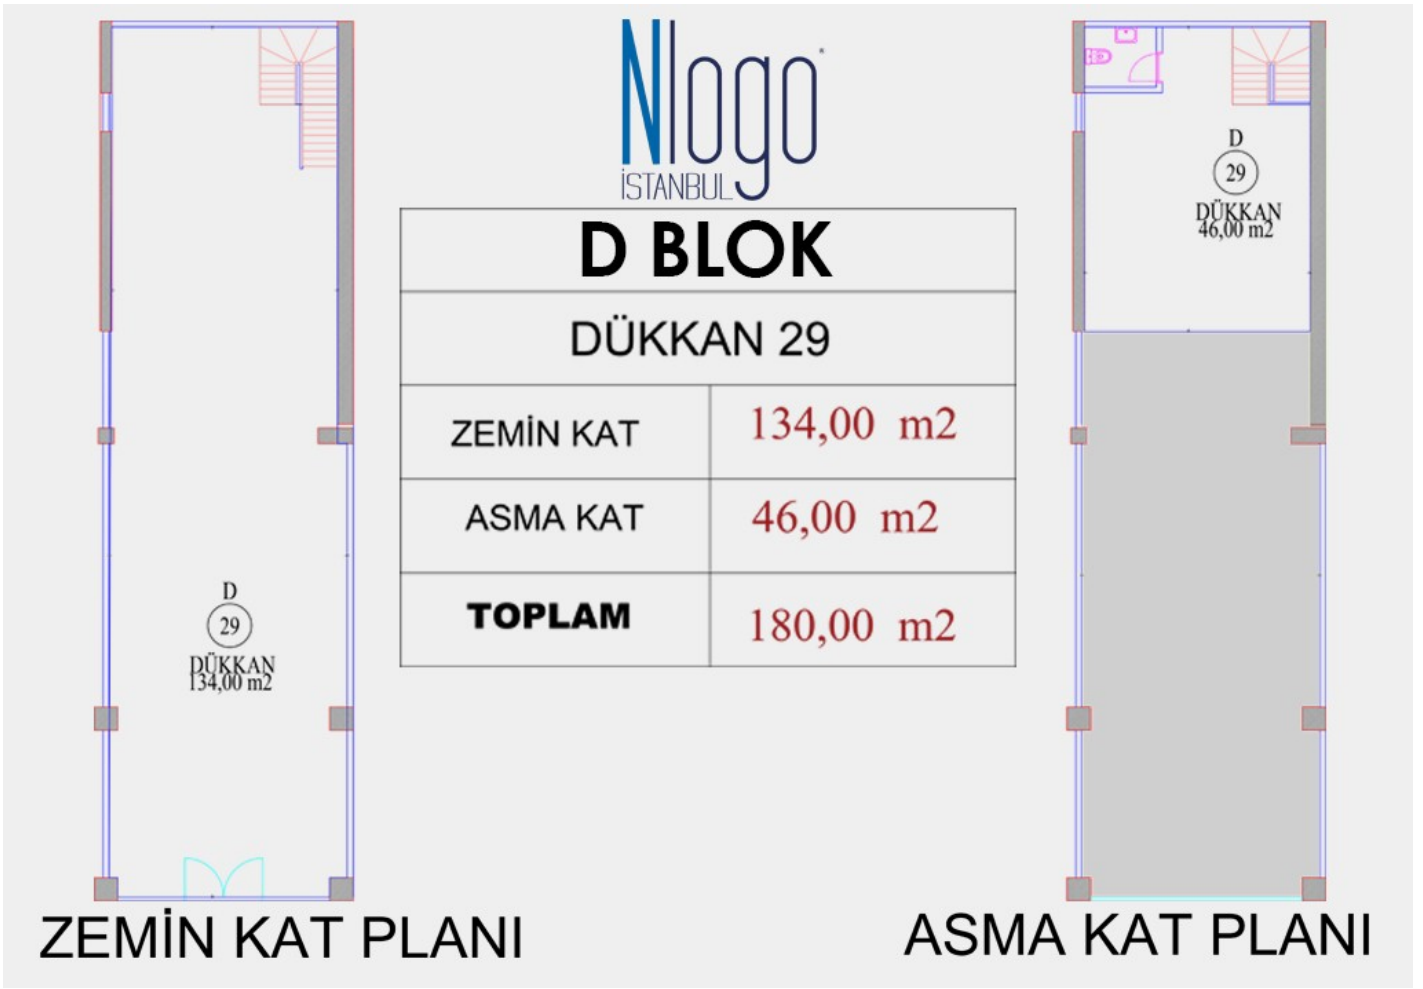 Nlogo
İSTANBUL
D BLOK
DÜKKAN 29
ZEMİN KAT 134,00 m2
ASMA KAT 46,00 m2
TOPLAM 180,00 m2
D
29
DÜKKAN
134,00 m2
ZEMİN KAT PLANI
D
29
DÜKKAN
46,00 m2
ASMA KAT PLANI